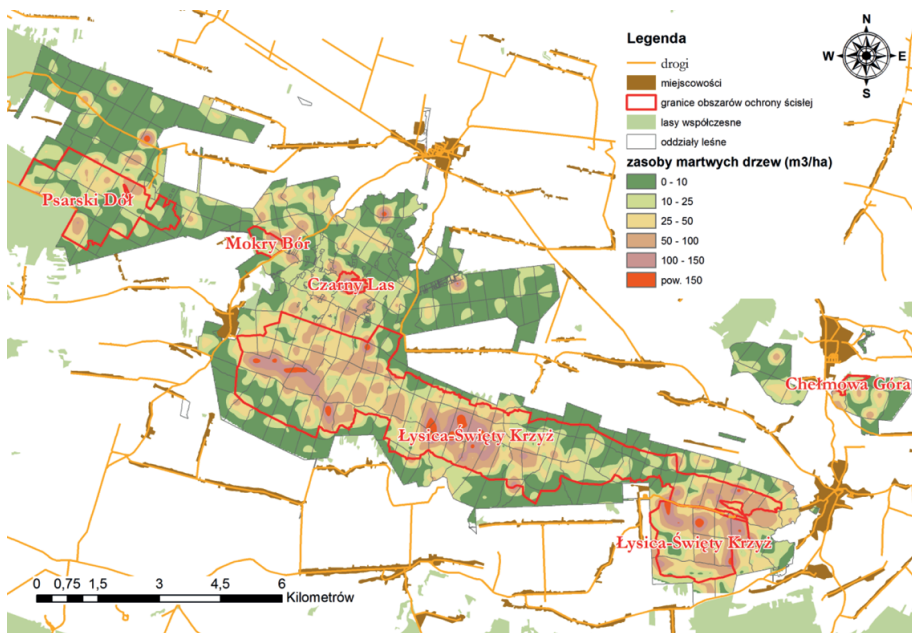 Legenda
drogi
miejscowości
granice obszarów ochrony ścisłej
lasy współczesne
oddziały leśne
zasoby martwych drzew (m3/ha)
0 - 10
10 - 25
25 - 50
50 - 100
100 - 150
pow. 150
N
W E
S
Psarski Dół
Mokry Bór
Czarny Las
Chełmowa Góra
Łysica-Święty Krzyż
Łysica-Święty Krzyż
0 0,75 1,5 3 4,5 6
Kilometrów